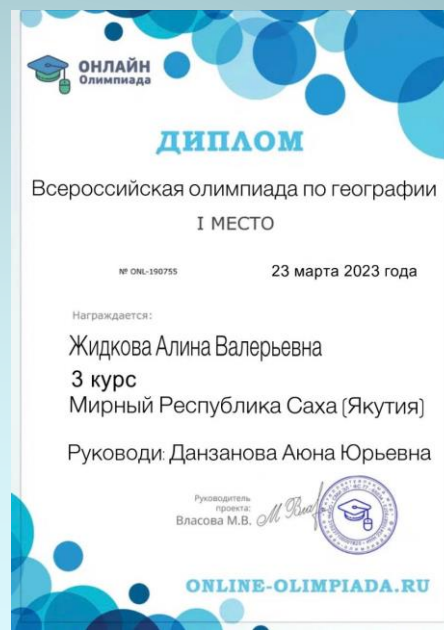 ОНЛАЙН
Олимпиада
ДИПЛОМ
Всероссийская олимпиада по географии
I МЕСТО
№ ONL-190755
23 марта 2023 года
Награждается:
Жидкова Алина Валерьевна
3 курс
Мирный Республика Саха (Якутия)
Руководи: Данзанова Аюна Юрьевна
Руководитель
проекта:
Власова М.В.
ONLINE-OLIMPIADA.RU